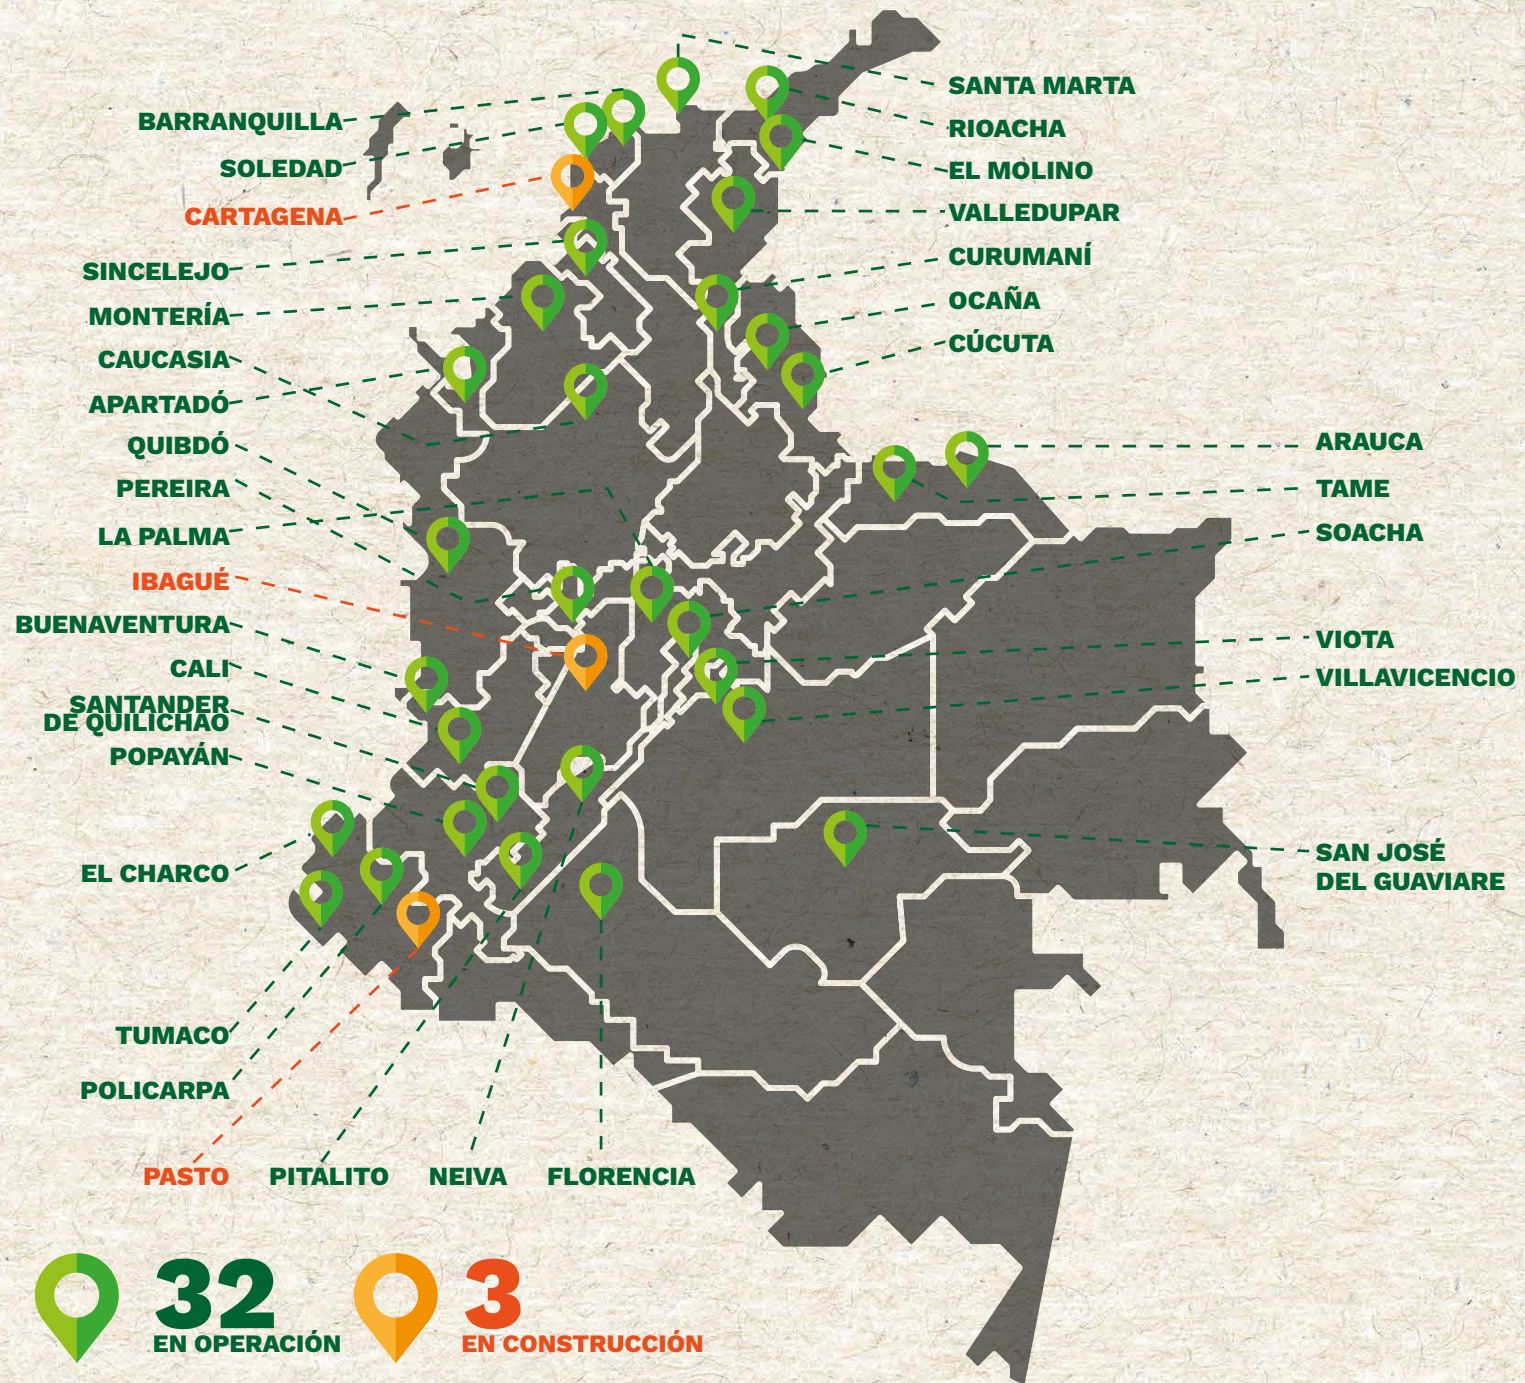 BARRANQUILLA
SOLEDAD
CARTAGENA
SINCELEJO
MONTERÍA
CAUCASIA
APARTADÓ
QUIBDÓ
PEREIRA
LA PALMA
IBAGUÉ
BUENAVENTURA
CALI
SANTANDER
DE QUILICHAO
POPAYÁN
EL CHARCO
TUMACO
POLICARPA
PASTO
PITALITO
NEIVA
FLORENCIA
SANTA MARTA
RIOACHA
EL MOLINO
VALLEDUPAR
CURUMANÍ
OCAÑA
CÚCUTA
ARAUCA
TAME
SOACHA
VIOTA
VILLAVICENCIO
SAN JOSÉ
DEL GUAVIARE
32
EN OPERACIÓN
3
EN CONSTRUCCIÓN